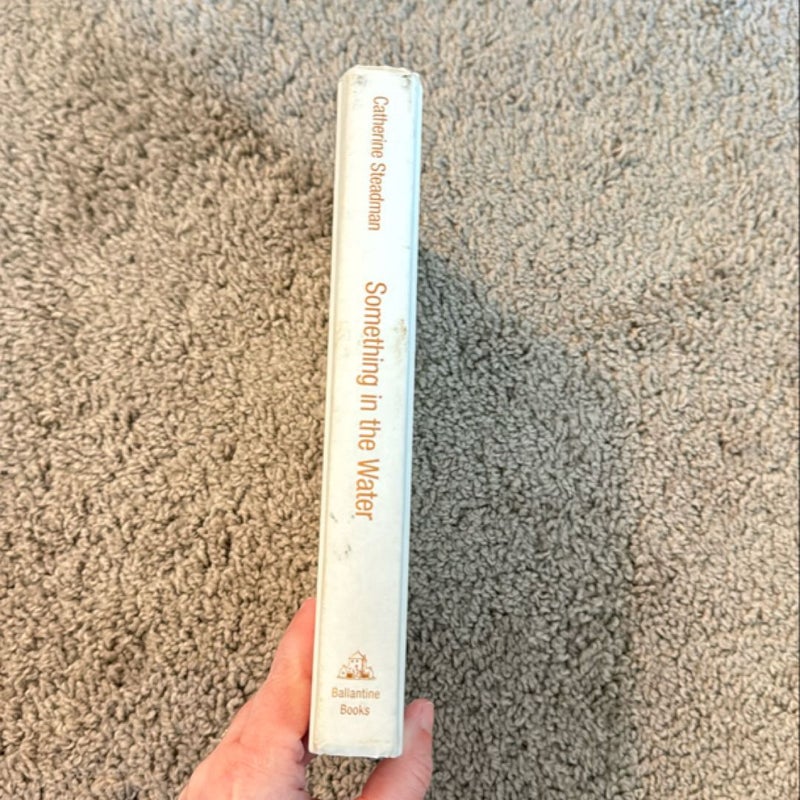 Catherine Steadman
Something in the Water
Ballantine
Books